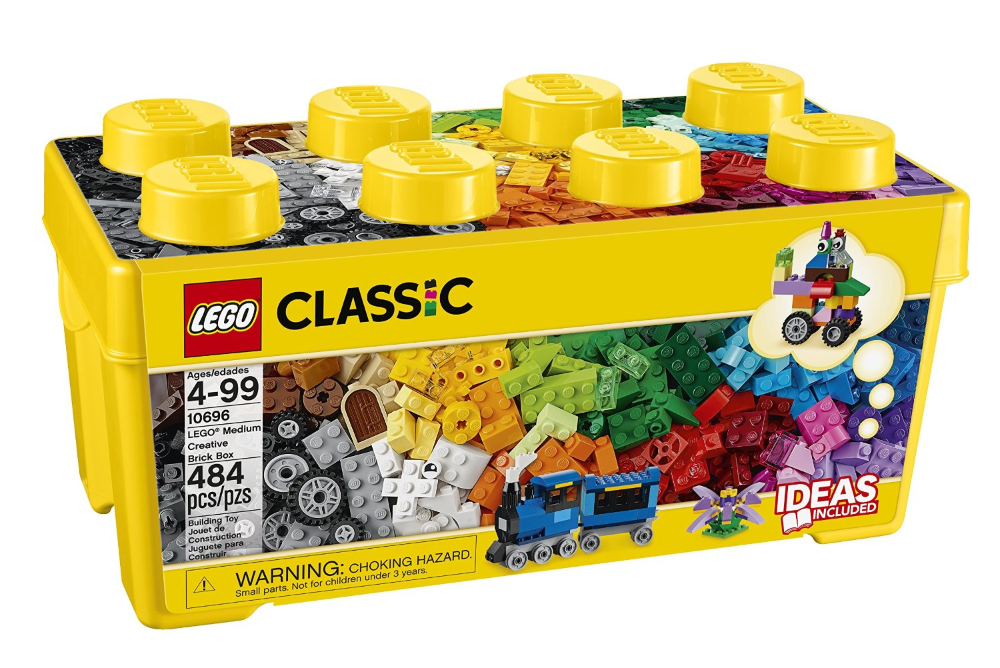 LEGO
CLASSIC
Ages/edades
4-99
10696
LEGO® Medium
Creative
Brick Box
484
pcs/pzs
Building Toy
Jouet de
Construction
Juguete para
Construir
WARNING: CHOKING HAZARD.
Small parts. Not for children under 3 years.
IDEAS
INCLUDED